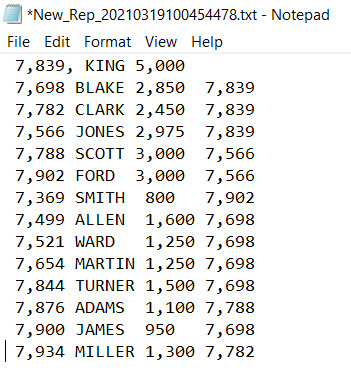 *New_Rep_20210319100454478.txt - Notepad
File Edit Format View Help
7,839, KING 5,000
7,698 BLAKE 2,850 7,839
7,782 CLARK 2,450 7,839
7,566 JONES 2,975 7,839
7,788 SCOTT 3,000 7,566
7,902 FORD 3,000 7,566
7,369 SMITH 800 7,902
7,499 ALLEN 1,600 7,698
7,521 WARD 1,250 7,698
7,654 MARTIN 1,250 7,698
7,844 TURNER 1,500 7,698
7,876 ADAMS 1,100 7,788
7,900 JAMES 950 7,698
7,934 MILLER 1,300 7,782